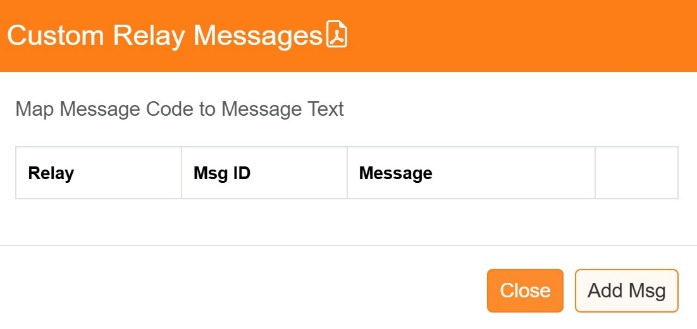 Custom Relay Messages
Map Message Code to Message Text
Relay Msg ID Message
Close Add Msg